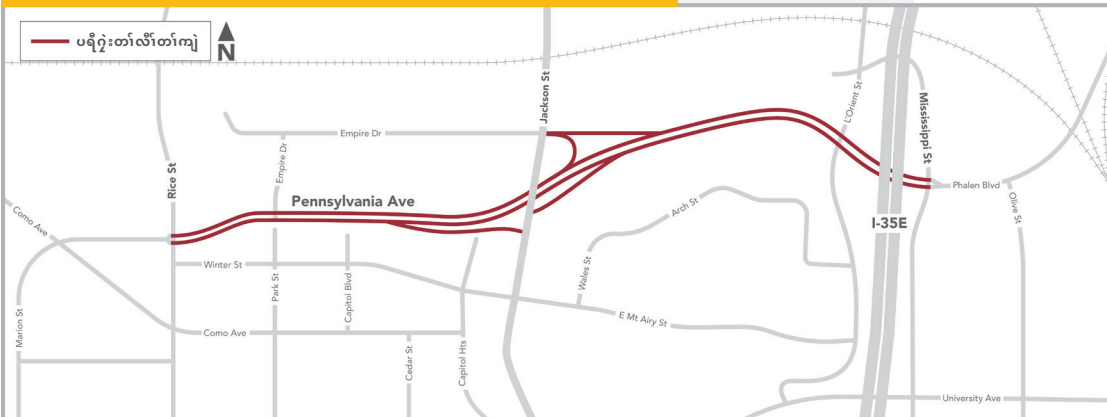 ပရီၢ်ဂှဲးတၢ်လီၢ်တၢ်ကျဲ
N
Jackson St
L'Orient St
Mississippi St
Empire Dr
Empire Dr
Rice St
Phalen Blvd
Pennsylvania Ave
Olive St
Arch St
Como Ave
I-35E
Winter St
Wales St
Park St
Capitol Blvd
Marion St
E Mt Airy St
Como Ave
Cedar St
Capitol Hts
University Ave